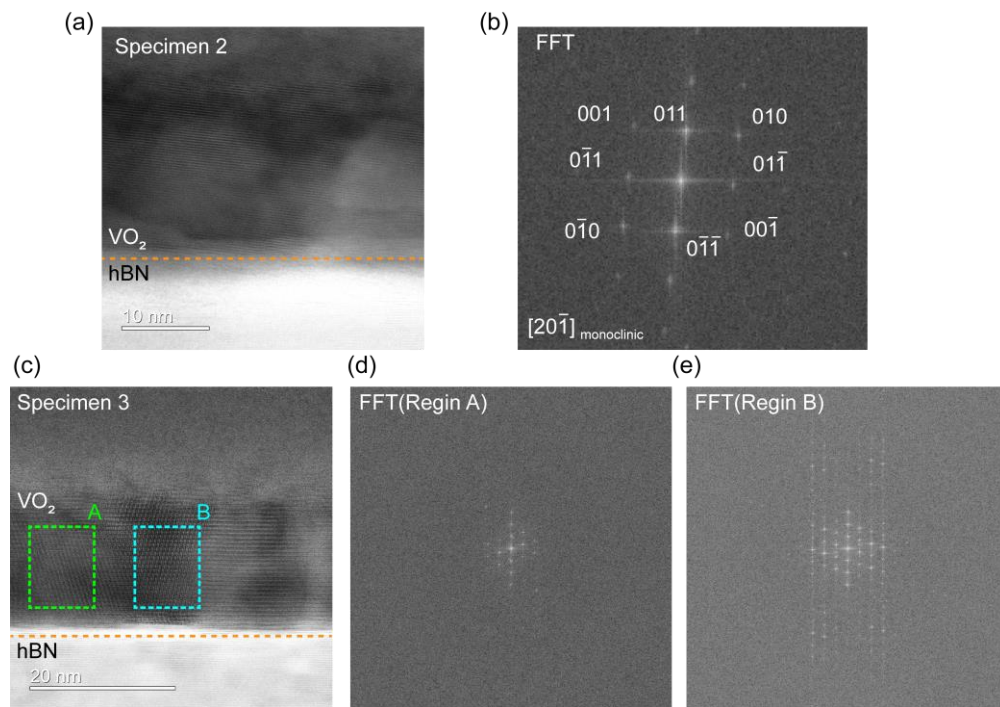 (a)
Specimen 2
VO₂
hBN
10 nm
(b)
FFT
001 011 010
01̄1 011̄
01̄0 01̄1̄ 001̄
[201̄] monoclinic
(c)
Specimen 3
VO₂
A
B
hBN
20 nm
(d)
FFT(Regin A)
(e)
FFT(Regin B)